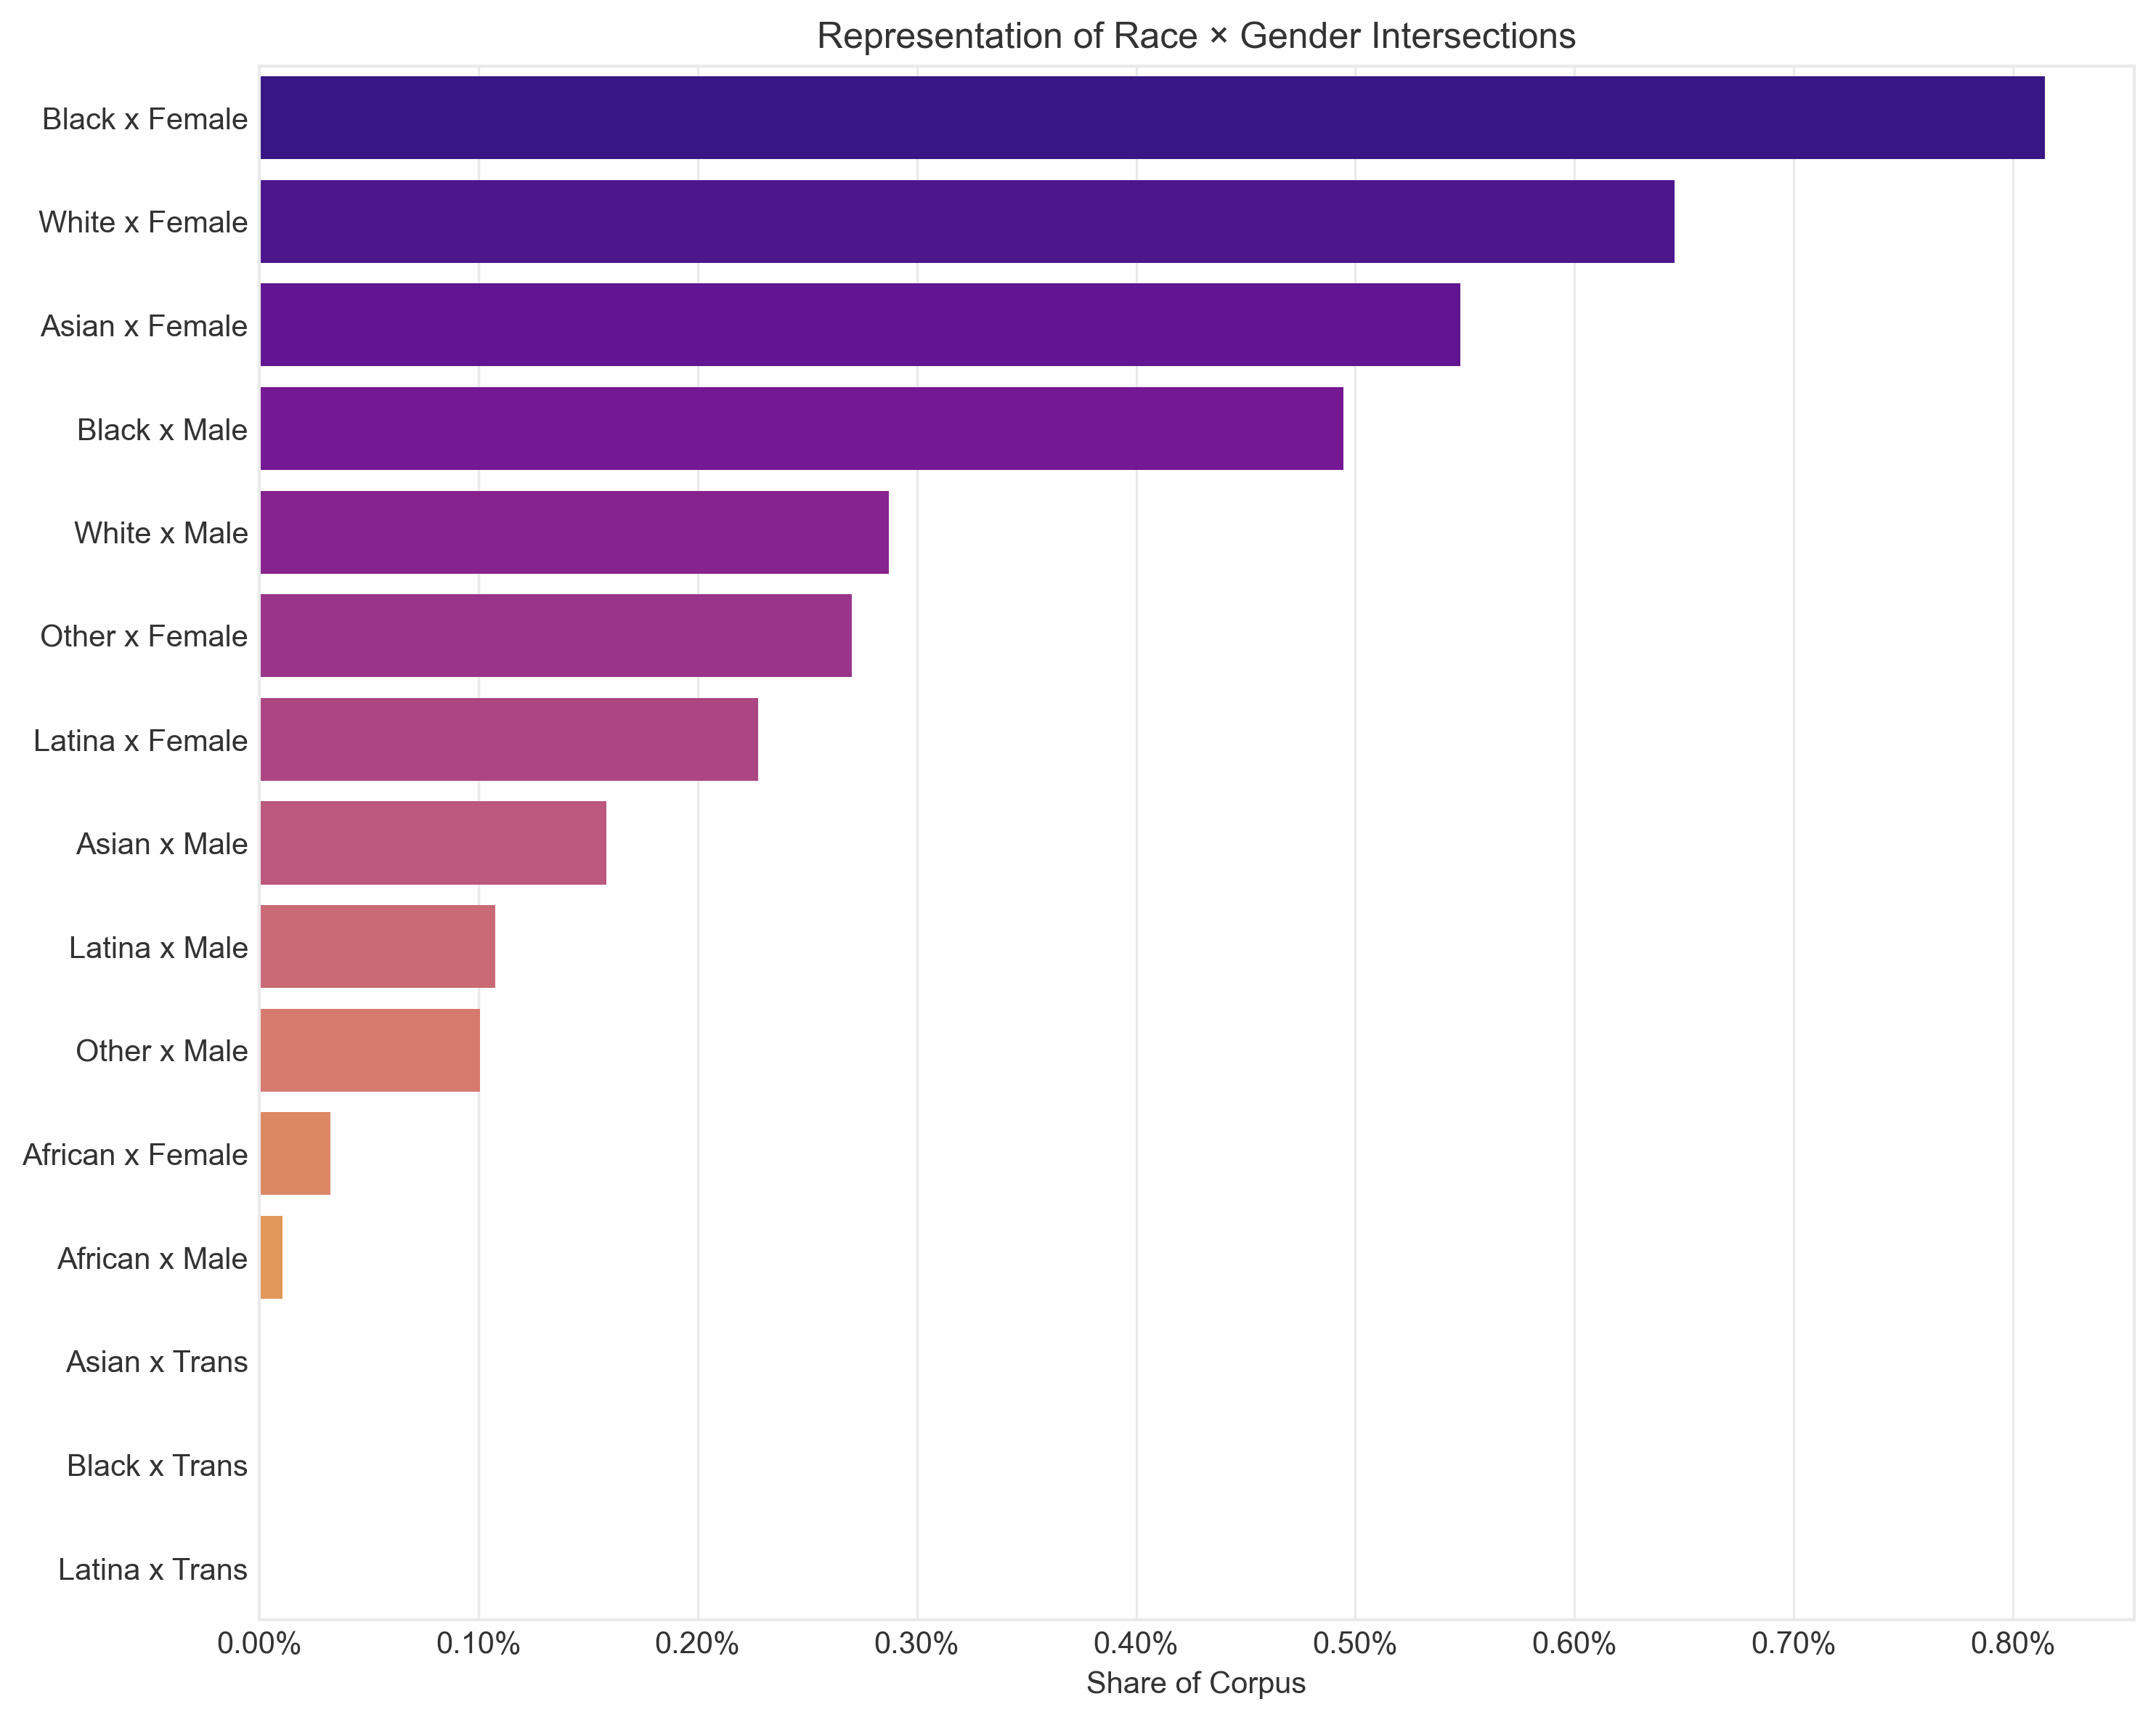 Representation of Race × Gender Intersections
Black x Female
White x Female
Asian x Female
Black x Male
White x Male
Other x Female
Latina x Female
Asian x Male
Latina x Male
Other x Male
African x Female
African x Male
Asian x Trans
Black x Trans
Latina x Trans
0.00% 0.10% 0.20% 0.30% 0.40% 0.50% 0.60% 0.70% 0.80%
Share of Corpus